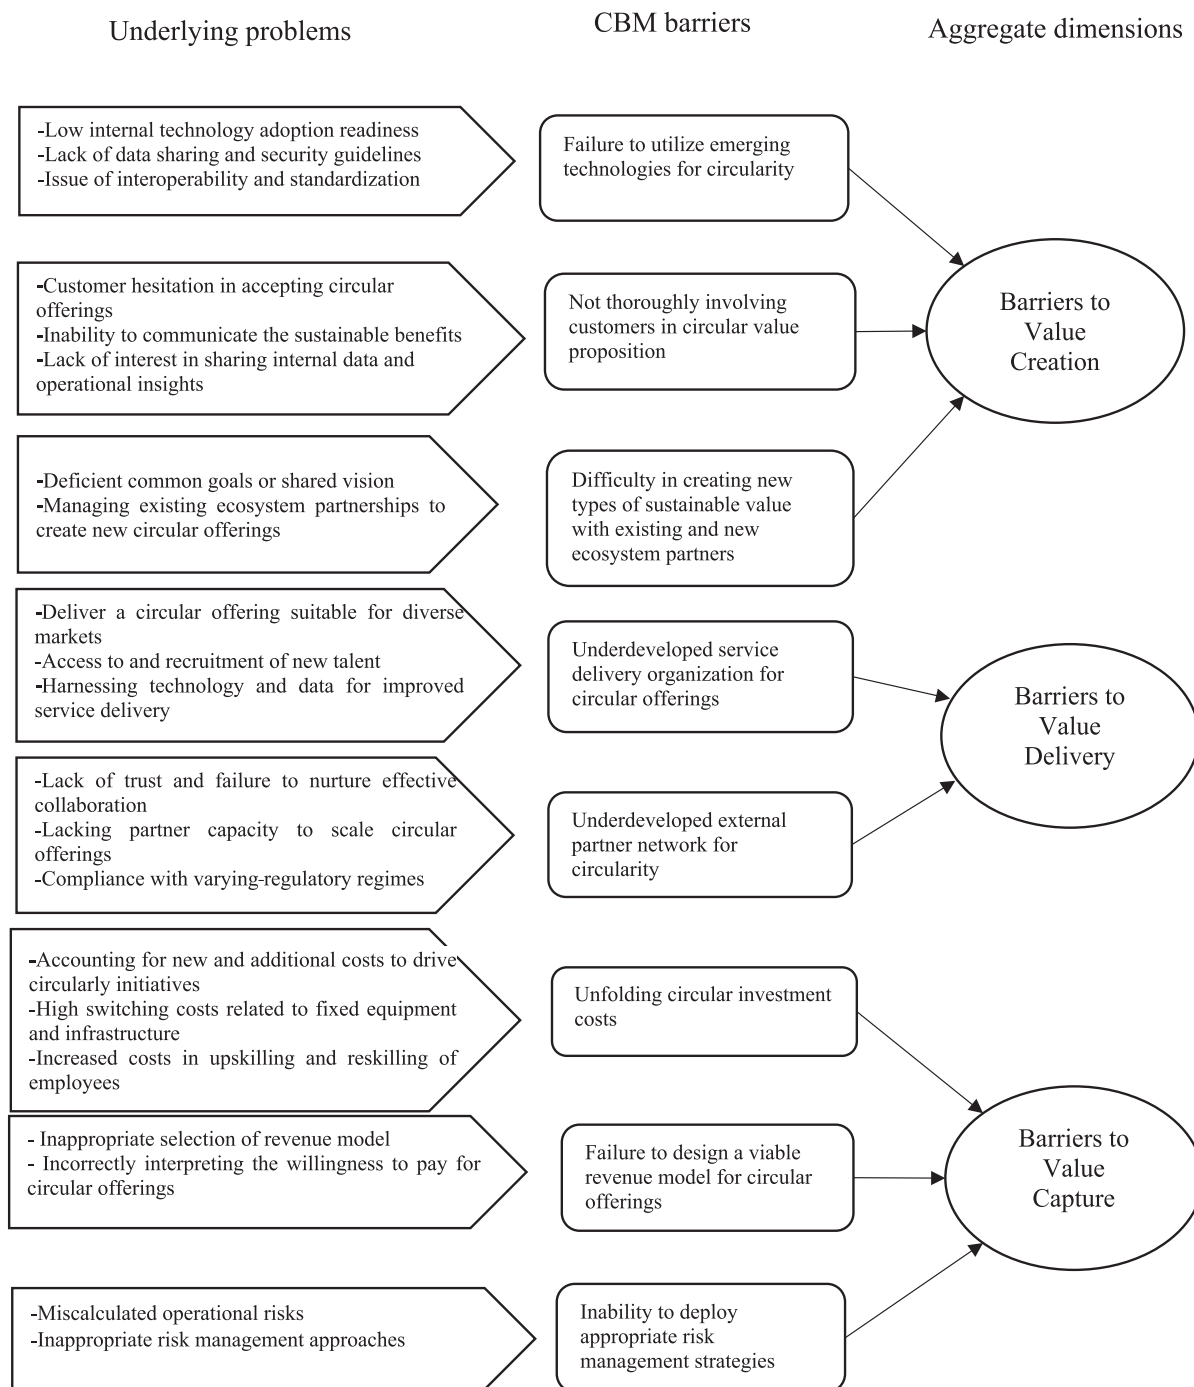 Underlying problems
CBM barriers
Aggregate dimensions
-Low internal technology adoption readiness
-Lack of data sharing and security guidelines
-Issue of interoperability and standardization
Failure to utilize emerging
technologies for circularity
-Customer hesitation in accepting circular
offerings
-Inability to communicate the sustainable benefits
-Lack of interest in sharing internal data and
operational insights
Not thoroughly involving
customers in circular value
proposition
Barriers to
Value
Creation
-Deficient common goals or shared vision
-Managing existing ecosystem partnerships to
create new circular offerings
Difficulty in creating new
types of sustainable value
with existing and new
ecosystem partners
-Deliver a circular offering suitable for diverse
markets
-Access to and recruitment of new talent
-Harnessing technology and data for improved
service delivery
Underdeveloped service
delivery organization for
circular offerings
Barriers to
Value
Delivery
-Lack of trust and failure to nurture effective
collaboration
-Lacking partner capacity to scale circular
offerings
-Compliance with varying-regulatory regimes
Underdeveloped external
partner network for
circularity
-Accounting for new and additional costs to drive
circularly initiatives
-High switching costs related to fixed equipment
and infrastructure
-Increased costs in upskilling and reskilling of
employees
Unfolding circular investment
costs
- Inappropriate selection of revenue model
- Incorrectly interpreting the willingness to pay for
circular offerings
Failure to design a viable
revenue model for circular
offerings
Barriers to
Value
Capture
-Miscalculated operational risks
-Inappropriate risk management approaches
Inability to deploy
appropriate risk
management strategies